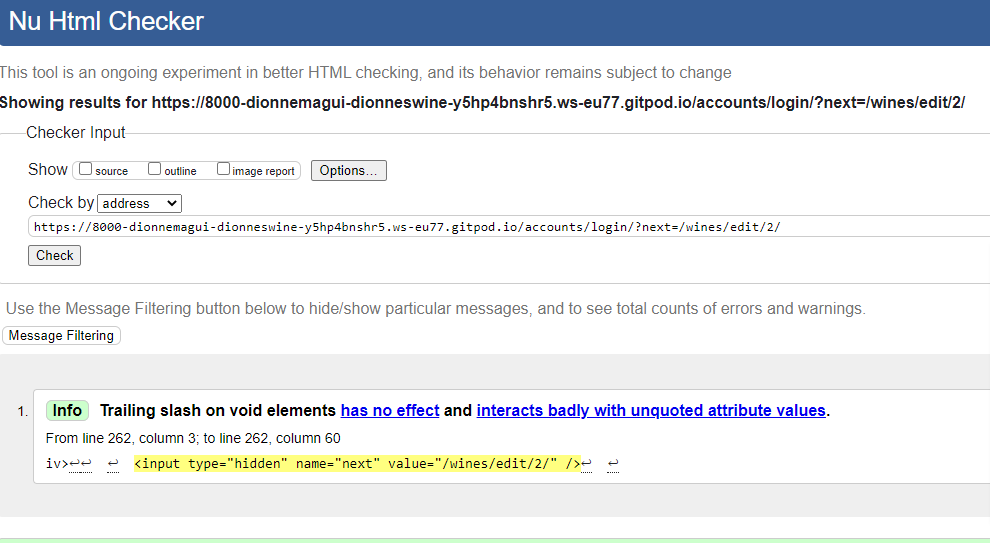 Nu Html Checker
This tool is an ongoing experiment in better HTML checking, and its behavior remains subject to change
Showing results for https://8000-dionnemagui-dionneswine-y5hp4bnshr5.ws-eu77.gitpod.io/accounts/login/?next=/wines/edit/2/
Checker Input
Show source outline image report Options...
Check by address
https://8000-dionnemagui-dionneswine-y5hp4bnshr5.ws-eu77.gitpod.io/accounts/login/?next=/wines/edit/2/
Check
Use the Message Filtering button below to hide/show particular messages, and to see total counts of errors and warnings.
Message Filtering
1. Info Trailing slash on void elements has no effect and interacts badly with unquoted attribute values.
From line 262, column 3; to line 262, column 60
iv>↩↩ ↩ <input type="hidden" name="next" value="/wines/edit/2/" />↩ ↩